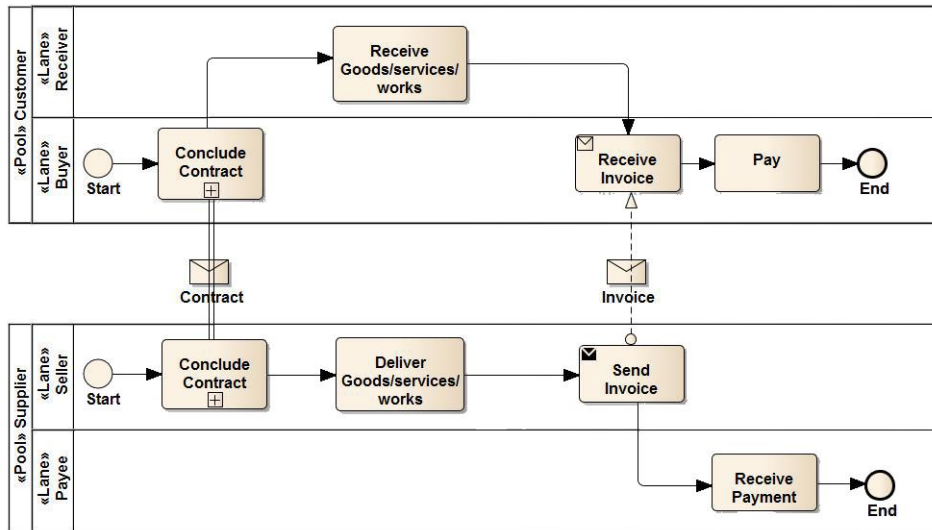 «Pool» Customer
«Lane»
Receiver
Receive
Goods/services/
works
«Lane»
Buyer
Start
Conclude
Contract
Receive
Invoice
Pay
End
Contract
Invoice
«Pool» Supplier
«Lane»
Seller
Start
Conclude
Contract
Deliver
Goods/services/
works
Send
Invoice
«Lane»
Payee
Receive
Payment
End